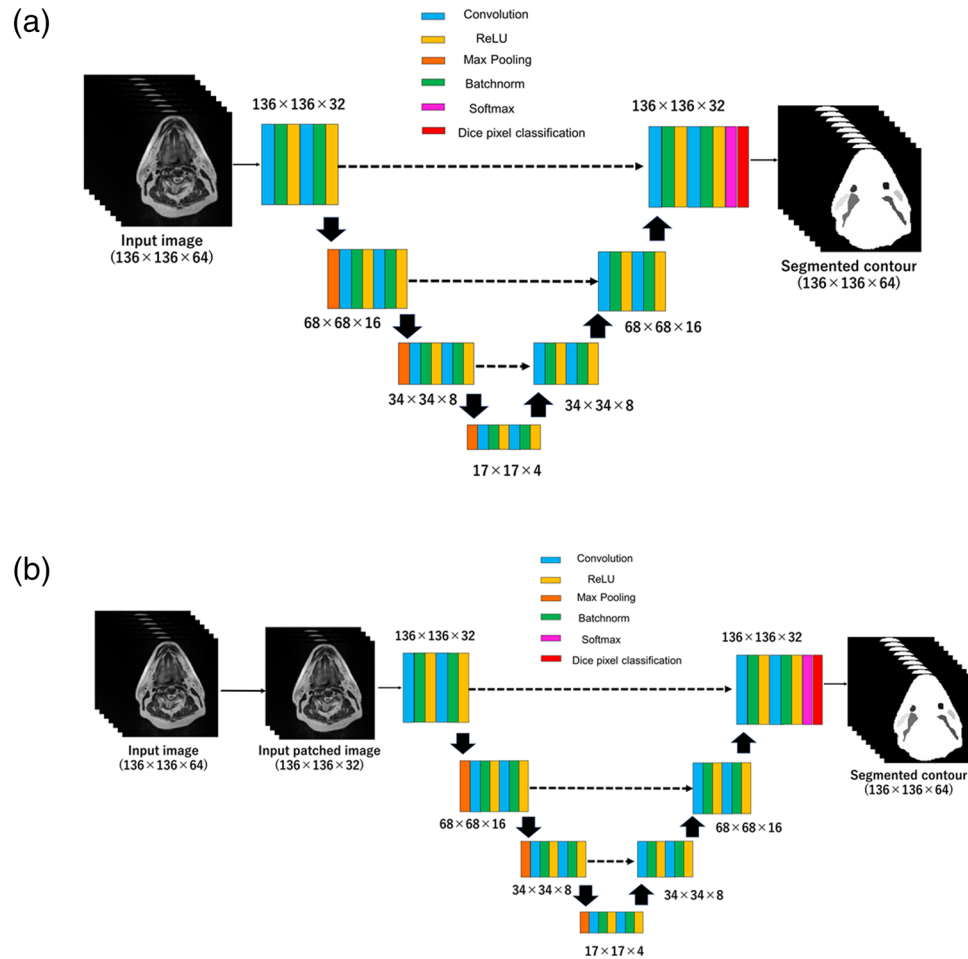 (a)
Convolution
ReLU
Max Pooling
Batchnorm
Softmax
Dice pixel classification
136×136×32
136×136×32
Input image
(136×136×64)
Segmented contour
(136×136×64)
68×68×16
68×68×16
34×34×8
34×34×8
17×17×4
(b)
Convolution
ReLU
Max Pooling
Batchnorm
Softmax
Dice pixel classification
136×136×32
136×136×32
Input image
(136×136×64)
Input patched image
(136×136×32)
Segmented contour
(136×136×64)
68×68×16
68×68×16
34×34×8
34×34×8
17×17×4